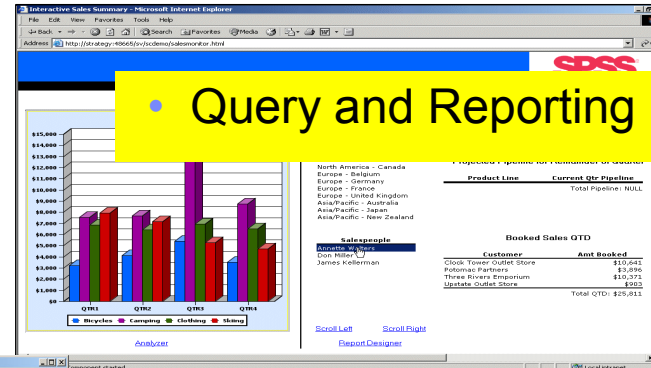 Interactive Sales Summary - Microsoft Internet Explorer
File Edit View Favorites Tools Help
Back Search Favorites Media
Address http://strategy:48665/sv/scdemo/salesmonitor.html
SPSS
• Query and Reporting
$15,000
$14,000
$13,000
$12,000
$11,000
$10,000
$9,000
$8,000
$7,000
$6,000
$5,000
$4,000
$3,000
$2,000
$1,000
$0
QTR1 QTR2 QTR3 QTR4
Bicycles Camping Clothing Skiing
Analyzer
North America - Canada
Europe - Belgium
Europe - Germany
Europe - France
Europe - United Kingdom
Asia/Pacific - Australia
Asia/Pacific - Japan
Asia/Pacific - New Zealand
Salespeople
Annette Walters
Don Miller
James Kellerman
Scroll Left Scroll Right
Report Designer
Projected Pipeline for Remainder of Quarter
Product Line Current Qtr Pipeline
Total Pipeline: NULL
Booked Sales QTD
Customer Amt Booked
Clock Tower Outlet Store $10,641
Potomac Partners $3,896
Three Rivers Emporium $10,371
Upstate Outlet Store $903
Total QTD: $25,811
omponent started
Local intranet